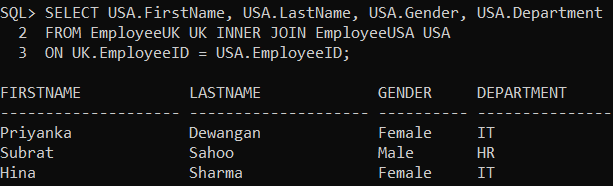 SQL> SELECT USA.FirstName, USA.LastName, USA.Gender, USA.Department
2 FROM EmployeeUK UK INNER JOIN EmployeeUSA USA
3 ON UK.EmployeeID = USA.EmployeeID;
FIRSTNAME LASTNAME GENDER DEPARTMENT
-------------------- -------------------- ---------- ---------------
Priyanka Dewangan Female IT
Subrat Sahoo Male HR
Hina Sharma Female IT